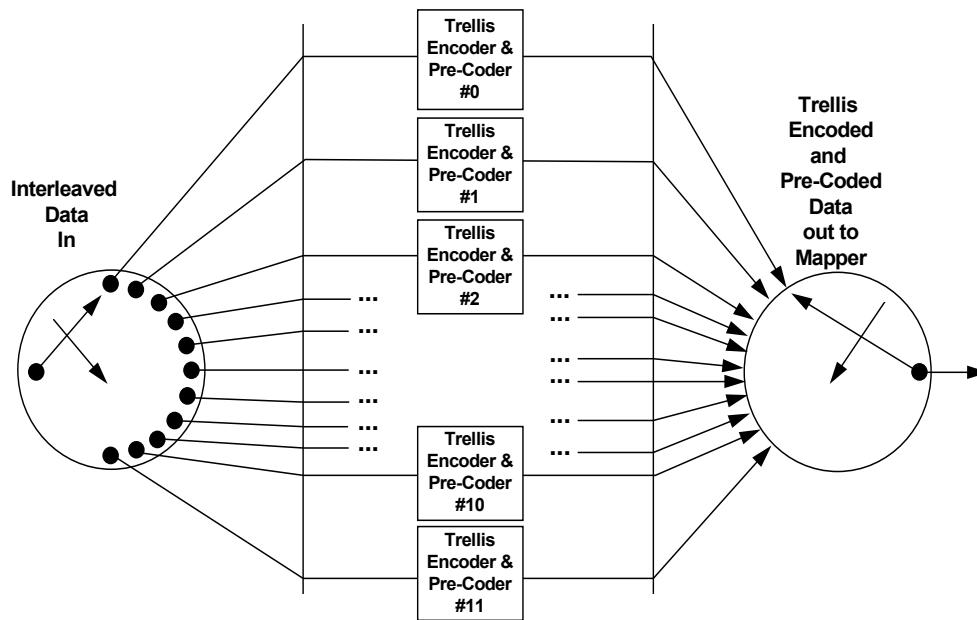 Interleaved
Data
In
Trellis
Encoder &
Pre-Coder
#0
Trellis
Encoder &
Pre-Coder
#1
Trellis
Encoder &
Pre-Coder
#2
...
...
...
...
...
...
...
...
...
...
...
...
Trellis
Encoder &
Pre-Coder
#10
Trellis
Encoder &
Pre-Coder
#11
Trellis
Encoded
and
Pre-Coded
Data
out to
Mapper